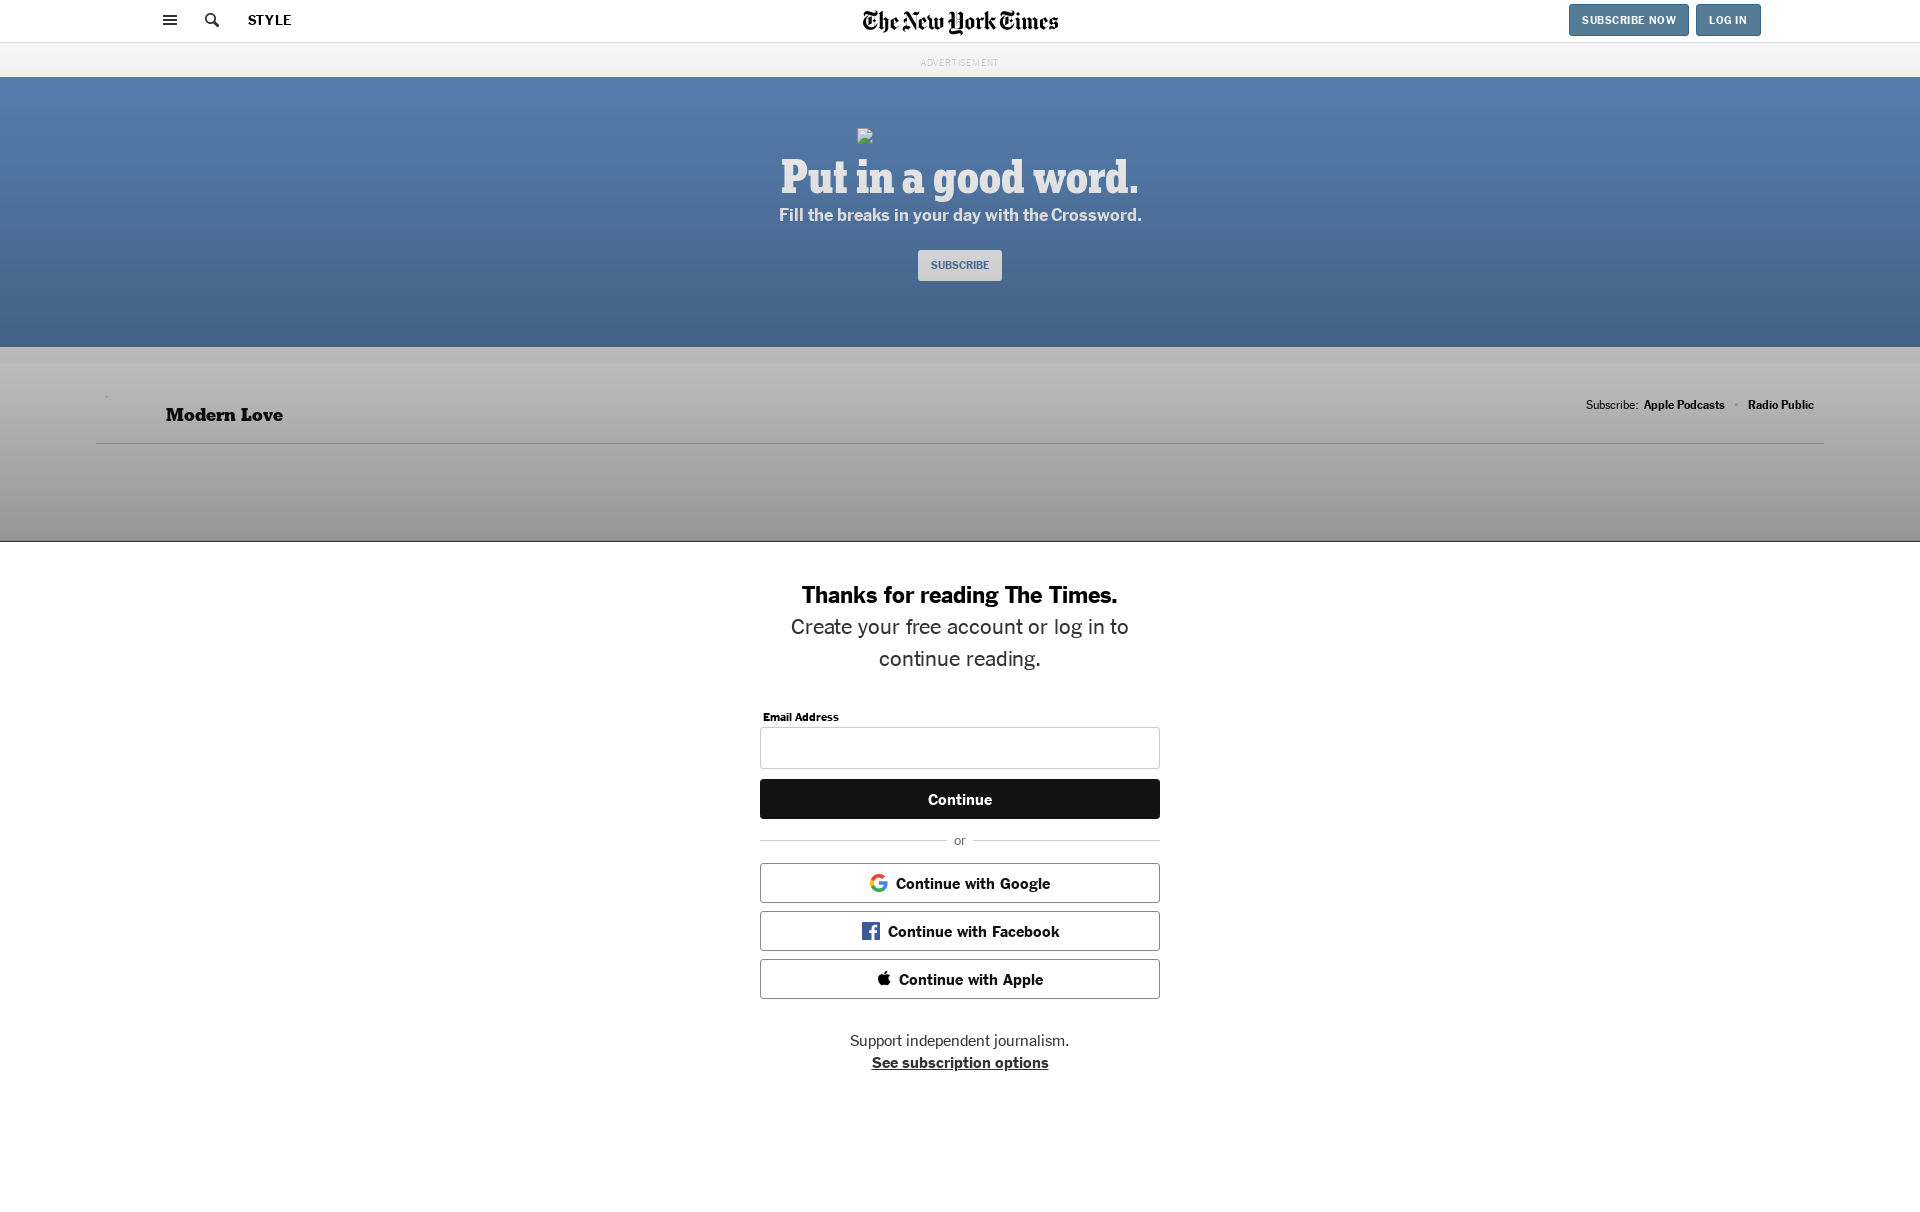 STYLE
The New York Times
SUBSCRIBE NOW
LOG IN
ADVERTISEMENT
Put in a good word.
Fill the breaks in your day with the Crossword.
SUBSCRIBE
Modern Love
Subscribe: Apple Podcasts • Radio Public
Thanks for reading The Times.
Create your free account or log in to
continue reading.
Email Address
Continue
or
Continue with Google
Continue with Facebook
Continue with Apple
Support independent journalism.
See subscription options